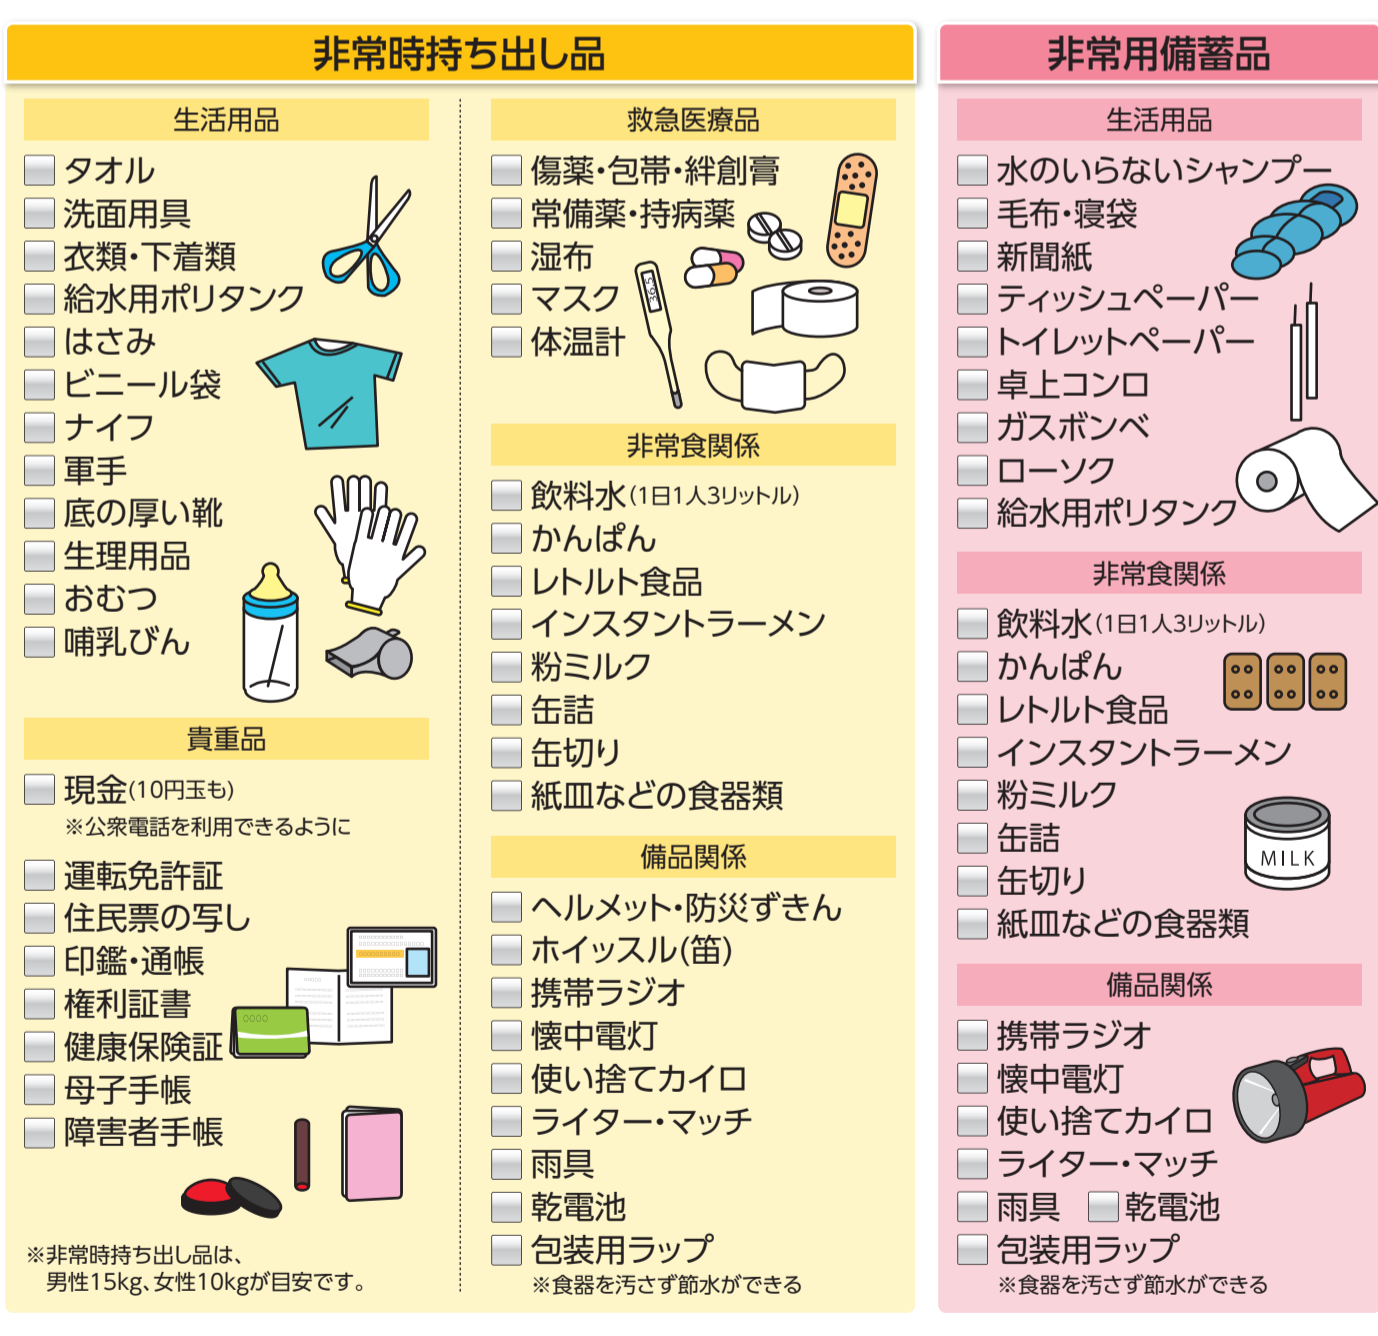 非常時持ち出し品
生活用品
タオル
洗面用具
衣類・下着類
給水用ポリタンク
はさみ
ビニール袋
ナイフ
軍手
底の厚い靴
生理用品
おむつ
哺乳びん
貴重品
現金(10円玉も)
※公衆電話を利用できるように
運転免許証
住民票の写し
印鑑・通帳
権利証書
健康保険証
母子手帳
障害者手帳
※非常時持ち出し品は、
男性15kg、女性10kgが目安です。
救急医療品
傷薬・包帯・絆創膏
常備薬・持病薬
湿布
マスク
体温計
36.5
非常食関係
飲料水(1日1人3リットル)
かんぱん
レトルト食品
インスタントラーメン
粉ミルク
缶詰
缶切り
紙皿などの食器類
備品関係
ヘルメット・防災ずきん
ホイッスル(笛)
携帯ラジオ
懐中電灯
使い捨てカイロ
ライター・マッチ
雨具
乾電池
包装用ラップ
※食器を汚さず節水ができる
非常用備蓄品
生活用品
水のいらないシャンプー
毛布・寝袋
新聞紙
ティッシュペーパー
トイレットペーパー
卓上コンロ
ガスボンベ
ローソク
給水用ポリタンク
非常食関係
飲料水(1日1人3リットル)
かんぱん
レトルト食品
インスタントラーメン
粉ミルク
缶詰
缶切り
紙皿などの食器類
MILK
備品関係
携帯ラジオ
懐中電灯
使い捨てカイロ
ライター・マッチ
雨具 乾電池
包装用ラップ
※食器を汚さず節水ができる